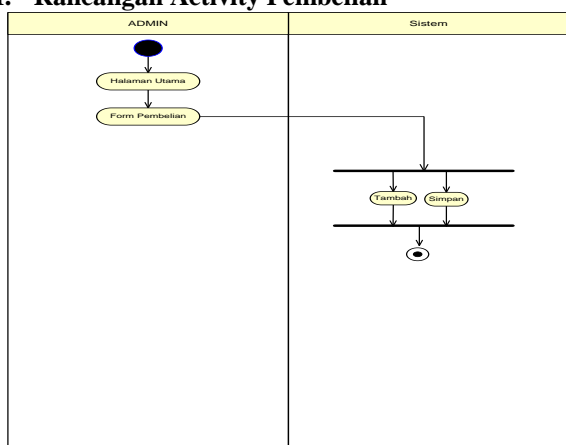 Rancangan Activity Pembelian
ADMIN
Sistem
Halaman Utama
Form Pembelian
Tambah
Simpan